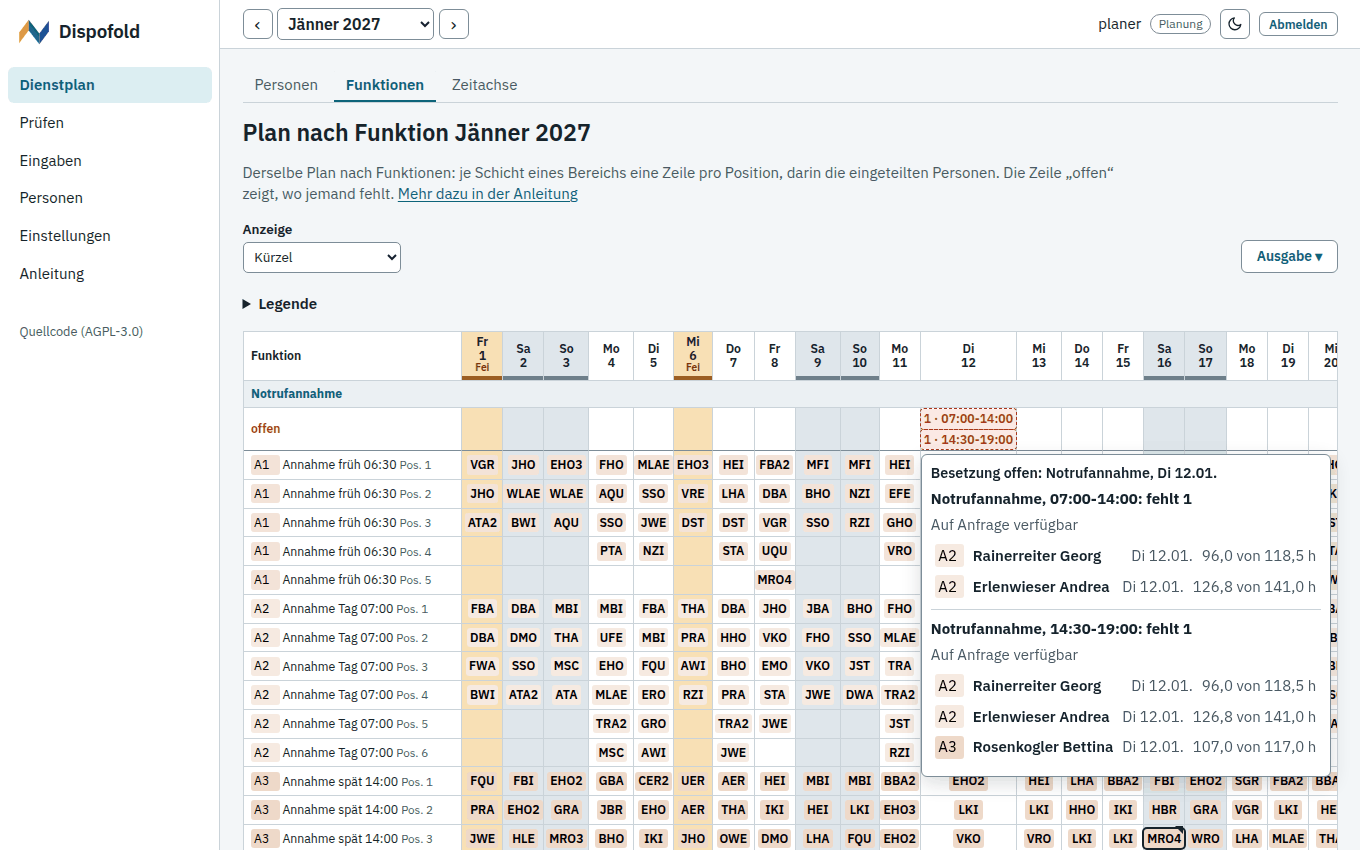 Dispofold
Dienstplan
Prüfen
Eingaben
Personen
Einstellungen
Anleitung
Quellcode (AGPL-3.0)
‹ Jänner 2027 › planer Planung Abmelden
Personen Funktionen Zeitachse
Plan nach Funktion Jänner 2027
Derselbe Plan nach Funktionen: je Schicht eines Bereichs eine Zeile pro Position, darin die eingeteilten Personen. Die Zeile „offen“
zeigt, wo jemand fehlt. Mehr dazu in der Anleitung
Anzeige
Kürzel Ausgabe ▾
▶ Legende
Funktion Fr 1 Fei Sa 2 So 3 Mo 4 Di 5 Mi 6 Fei Do 7 Fr 8 Sa 9 So 10 Mo 11 Di 12 Mi 13 Do 14 Fr 15 Sa 16 So 17 Mo 18 Di 19 Mi 20
Notrufannahme
offen 1 · 07:00-14:00
1 · 14:30-19:00
A1 Annahme früh 06:30 Pos. 1 VGR JHO EHO3 FHO MLAE EHO3 HEI FBA2 MFI MFI HEI
A1 Annahme früh 06:30 Pos. 2 JHO WLAE WLAE AQU SSO VRE LHA DBA BHO NZI EFE
A1 Annahme früh 06:30 Pos. 3 ATA2 BWI AQU SSO JWE DST DST VGR SSO RZI GHO
A1 Annahme früh 06:30 Pos. 4 PTA NZI STA UQU VRO
A1 Annahme früh 06:30 Pos. 5 MRO4
A2 Annahme Tag 07:00 Pos. 1 FBA DBA MBI MBI FBA THA DBA JHO JBA BHO FHO
A2 Annahme Tag 07:00 Pos. 2 DBA DMO THA UFE MBI PRA HHO VKO FHO SSO MLAE
A2 Annahme Tag 07:00 Pos. 3 FWA SSO MSC EHO FQU AWI BHO EMO VKO JST TRA
A2 Annahme Tag 07:00 Pos. 4 BWI ATA2 ATA MLAE ERO RZI PRA STA JWE DWA TRA2
A2 Annahme Tag 07:00 Pos. 5 TRA2 GRO TRA2 JWE JST
A2 Annahme Tag 07:00 Pos. 6 MSC AWI JWE RZI
A3 Annahme spät 14:00 Pos. 1 FQU FBI EHO2 GBA CER2 UER AER HEI MBI MBI BBA2 EHO2 HEI LHA BBA2 FBI EHO2 SGR FBA2 BBA
A3 Annahme spät 14:00 Pos. 2 PRA EHO2 GRA JBR EHO AER THA IKI HEI LKI EHO3 LKI LKI HHO IKI HBR GRA VGR LKI HE
A3 Annahme spät 14:00 Pos. 3 JWE HLE MRO3 BHO IKI JHO OWE DMO LHA FQU EHO2 VKO VRO LKI LKI MRO4 WRO LHA MLAE THA
Besetzung offen: Notrufannahme, Di 12.01.
Notrufannahme, 07:00-14:00: fehlt 1
Auf Anfrage verfügbar
A2 Rainerreiter Georg Di 12.01. 96,0 von 118,5 h
A2 Erlenwieser Andrea Di 12.01. 126,8 von 141,0 h
Notrufannahme, 14:30-19:00: fehlt 1
Auf Anfrage verfügbar
A2 Rainerreiter Georg Di 12.01. 96,0 von 118,5 h
A2 Erlenwieser Andrea Di 12.01. 126,8 von 141,0 h
A3 Rosenkogler Bettina Di 12.01. 107,0 von 117,0 h